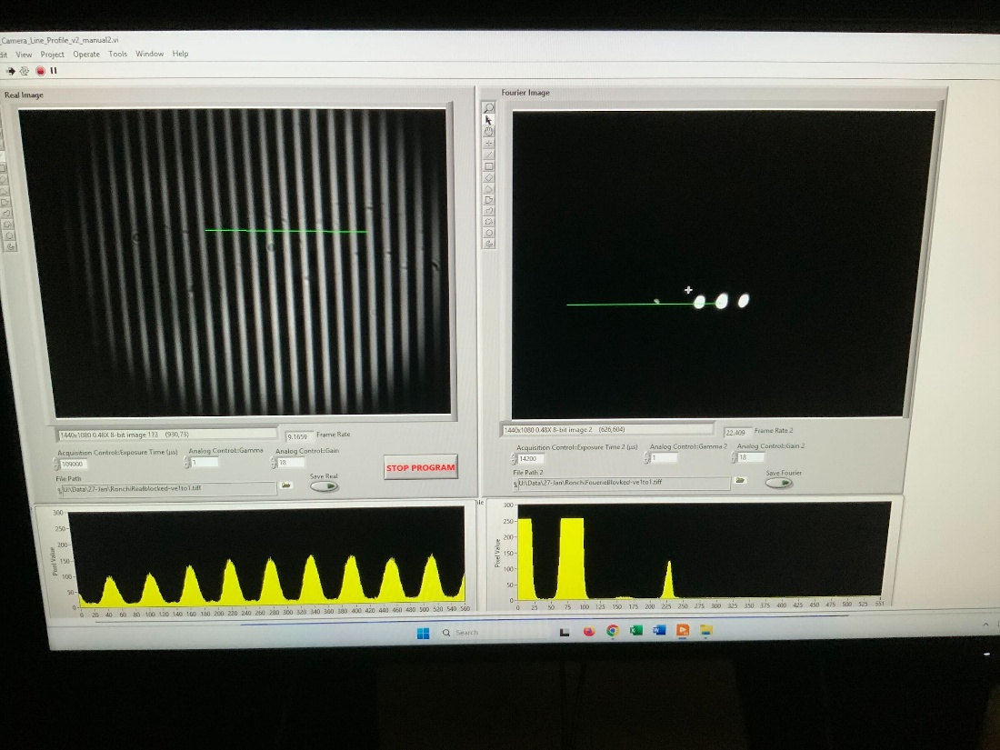 _Camera_Line_Profile_v2_manual2.vi
dit View Project Operate Tools Window Help
Real Image
Fourier Image
1440x1080 0.48X 8-bit image 113 (930,73)
9.1659 Frame Rate
Acquisition Control::Exposure Time (µs) Analog Control::Gamma Analog Control::Gain
109000 1 18
STOP PROGRAM
File Path Save Real
U:\Data\27-Jan\RonchiRealblocked-ve1to1.tiff
1440x1080 0.48X 8-bit image 2 (626,604)
22.409 Frame Rate 2
Acquisition Control::Exposure Time 2 (µs) Analog Control::Gamma 2 Analog Control::Gain 2
14200 1 18
File Path 2 Save Fourier
U:\Data\27-Jan\RonchiFouerieBlovked-ve1to1.tiff
300
250
200
150
100
50
0
Pixel Value
0 20 40 60 80 100 120 140 160 180 200 220 240 260 280 300 320 340 360 380 400 420 440 460 480 500 520 540 560
300
250
200
150
100
50
0
Pixel Value
0 25 50 75 100 125 150 175 200 225 250 275 300 325 350 375 400 425 450 475 500 525 551
Search